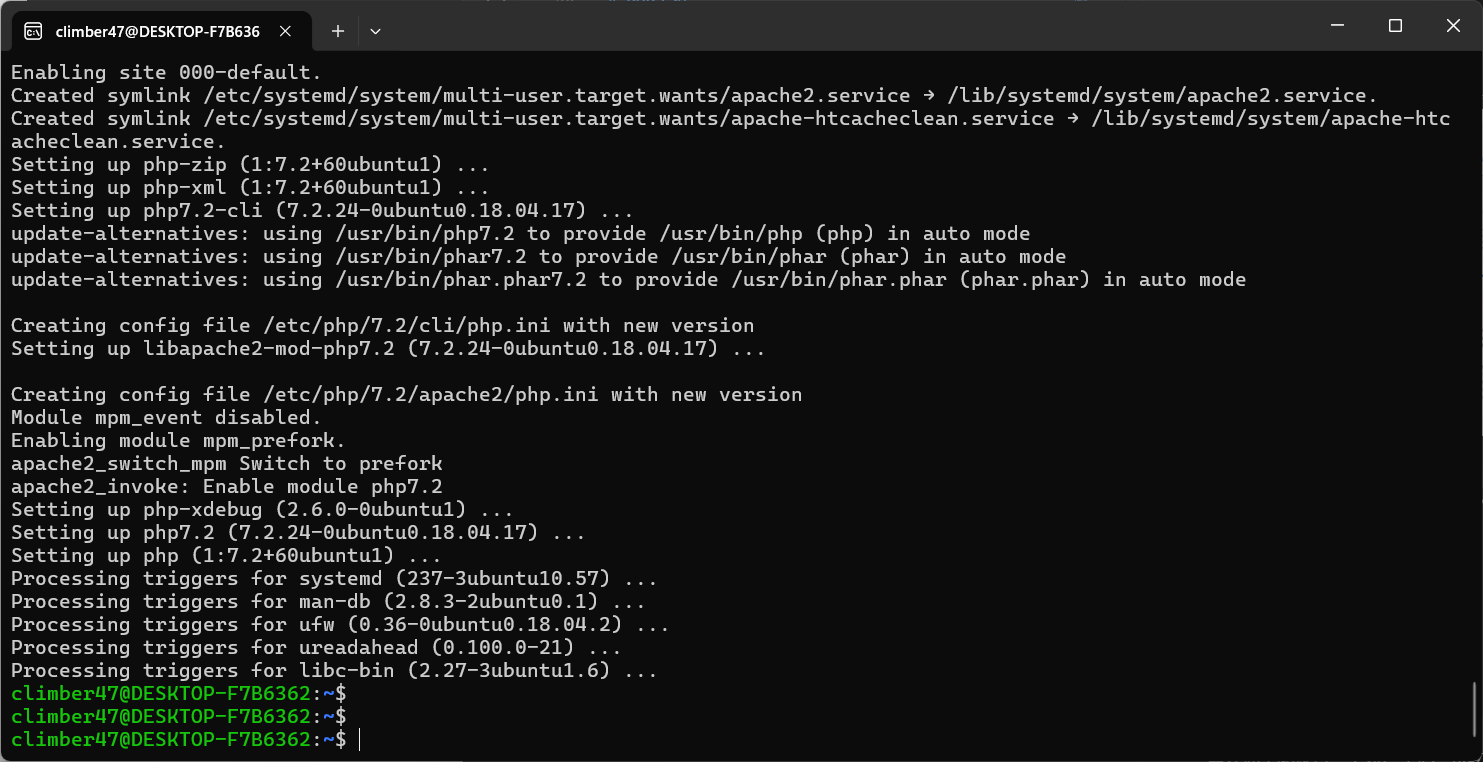 climber47@DESKTOP-F7B636
Enabling site 000-default.
Created symlink /etc/systemd/system/multi-user.target.wants/apache2.service → /lib/systemd/system/apache2.service.
Created symlink /etc/systemd/system/multi-user.target.wants/apache-htcacheclean.service → /lib/systemd/system/apache-htc
acheclean.service.
Setting up php-zip (1:7.2+60ubuntu1) ...
Setting up php-xml (1:7.2+60ubuntu1) ...
Setting up php7.2-cli (7.2.24-0ubuntu0.18.04.17) ...
update-alternatives: using /usr/bin/php7.2 to provide /usr/bin/php (php) in auto mode
update-alternatives: using /usr/bin/phar7.2 to provide /usr/bin/phar (phar) in auto mode
update-alternatives: using /usr/bin/phar.phar7.2 to provide /usr/bin/phar.phar (phar.phar) in auto mode
Creating config file /etc/php/7.2/cli/php.ini with new version
Setting up libapache2-mod-php7.2 (7.2.24-0ubuntu0.18.04.17) ...
Creating config file /etc/php/7.2/apache2/php.ini with new version
Module mpm_event disabled.
Enabling module mpm_prefork.
apache2_switch_mpm Switch to prefork
apache2_invoke: Enable module php7.2
Setting up php-xdebug (2.6.0-0ubuntu1) ...
Setting up php7.2 (7.2.24-0ubuntu0.18.04.17) ...
Setting up php (1:7.2+60ubuntu1) ...
Processing triggers for systemd (237-3ubuntu10.57) ...
Processing triggers for man-db (2.8.3-2ubuntu0.1) ...
Processing triggers for ufw (0.36-0ubuntu0.18.04.2) ...
Processing triggers for ureadahead (0.100.0-21) ...
Processing triggers for libc-bin (2.27-3ubuntu1.6) ...
climber47@DESKTOP-F7B6362:~$
climber47@DESKTOP-F7B6362:~$
climber47@DESKTOP-F7B6362:~$